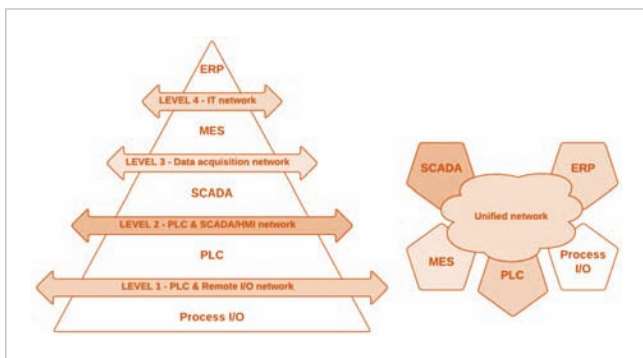 ERP
LEVEL 4 - IT network
MES
LEVEL 3 - Data acquisition network
SCADA
LEVEL 2 - PLC & SCADA/HMI network
PLC
LEVEL 1 - PLC & Remote I/O network
Process I/O
SCADA
ERP
Unified network
MES
PLC
Process
I/O